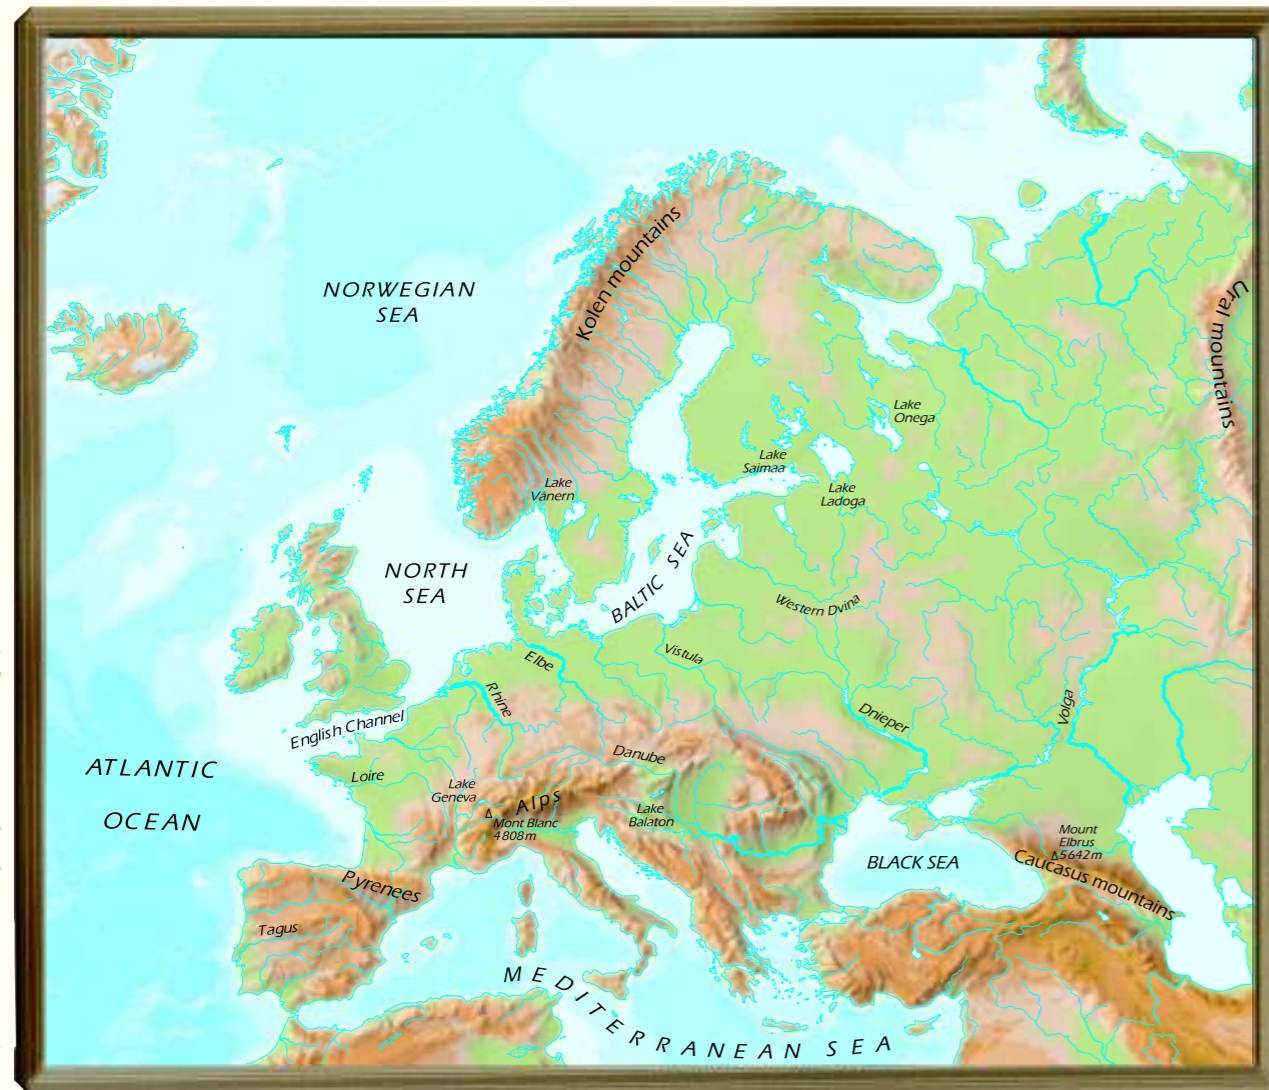 NORWEGIAN
SEA
Kolen mountains
Ural mountains
Lake
Onega
Lake
Saimaa
Lake
Ladoga
Lake
Vänern
NORTH
SEA
BALTIC SEA
Western Dvina
Elbe
Vistula
Rhine
English Channel
Dnieper
Volga
Danube
ATLANTIC
OCEAN
Loire
Lake
Geneva
Alps
Mont Blanc
4808m
Lake
Balaton
BLACK SEA
Mount
Elbrus
5642m
Caucasus mountains
Pyrenees
Tagus
MEDITERRANEAN SEA